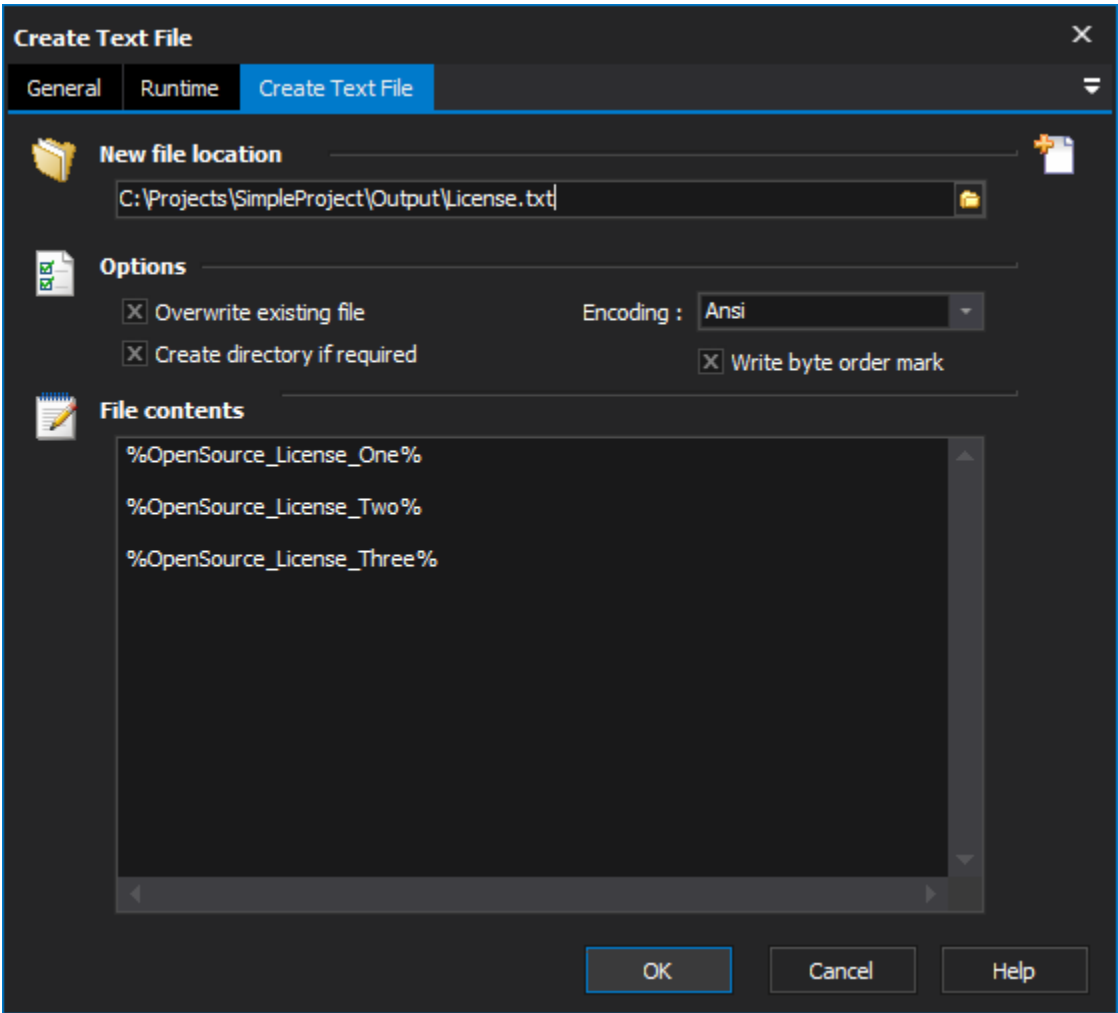 Create Text File
General
Runtime
Create Text File
New file location
C:\Projects\SimpleProject\Output\License.txt
Options
Overwrite existing file
Encoding :
Ansi
Create directory if required
Write byte order mark
File contents
%OpenSource_License_One%
%OpenSource_License_Two%
%OpenSource_License_Three%
OK
Cancel
Help